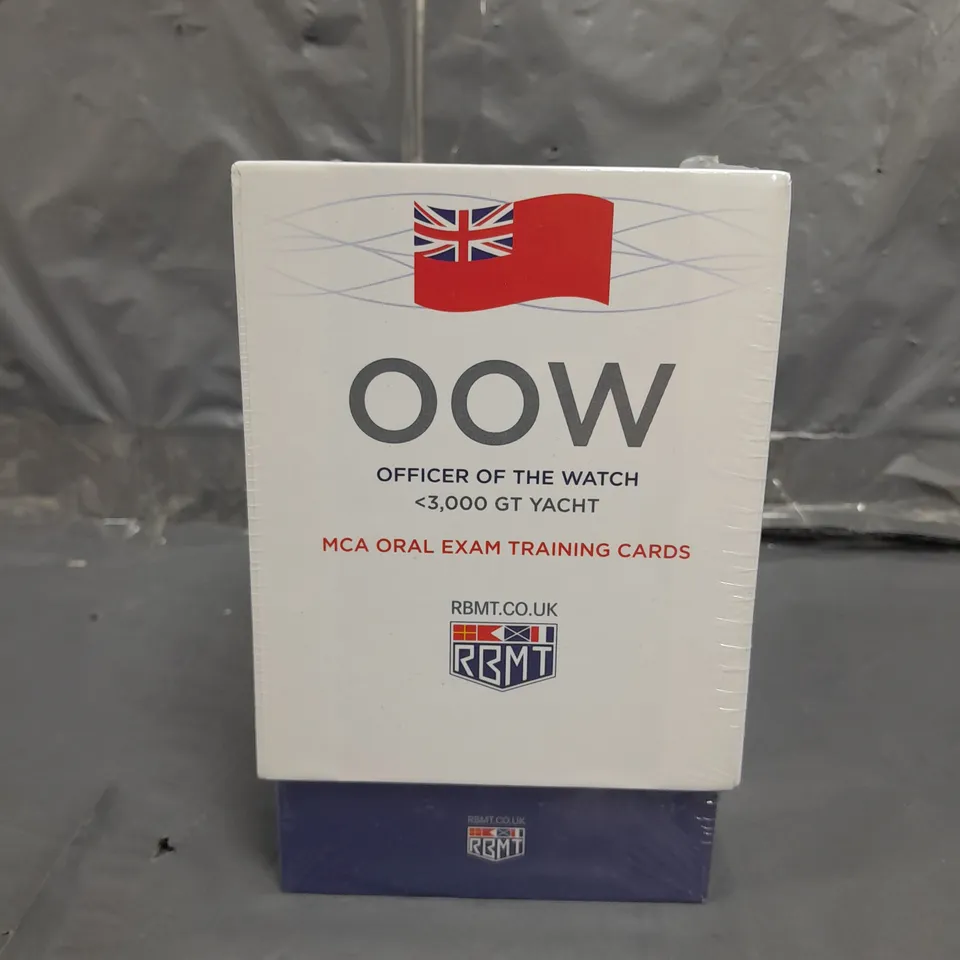 OOW
OFFICER OF THE WATCH
<3,000 GT YACHT
MCA ORAL EXAM TRAINING CARDS
RBMT.CO.UK
RBMT
RBMT.CO.UK
RBMT